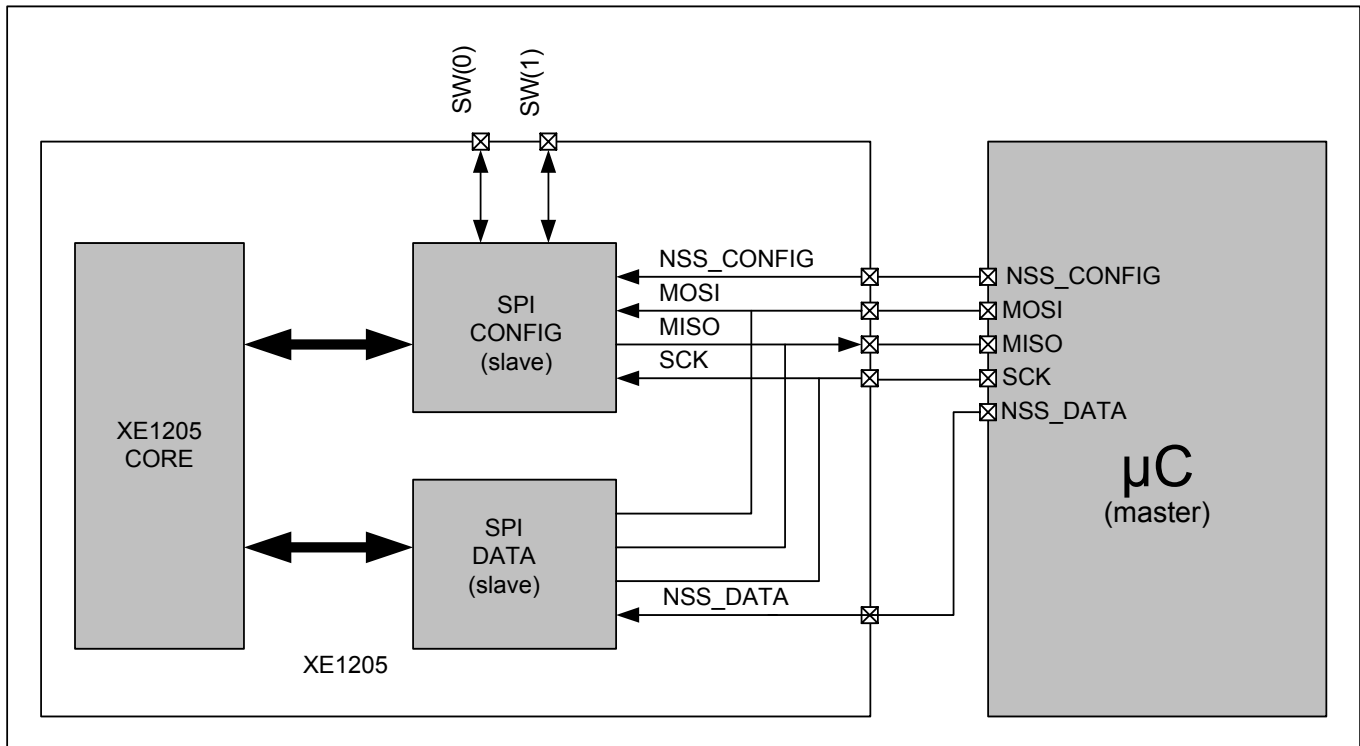 SW(0)
SW(1)
NSS_CONFIG
MOSI
MISO
SCK
SPI
CONFIG
(slave)
NSS_CONFIG
MOSI
MISO
SCK
NSS_DATA
XE1205
CORE
SPI
DATA
(slave)
NSS_DATA
XE1205
µC
(master)